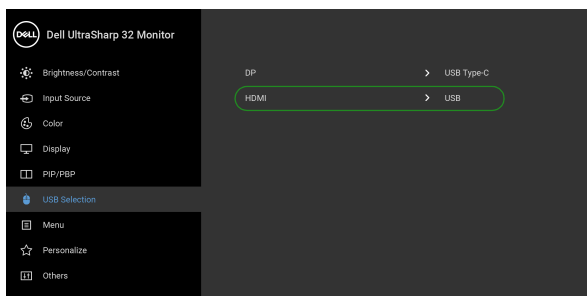 DELL Dell UltraSharp 32 Monitor
Brightness/Contrast
Input Source
Color
Display
PIP/PBP
USB Selection
Menu
Personalize
Others
DP > USB Type-C
HDMI > USB